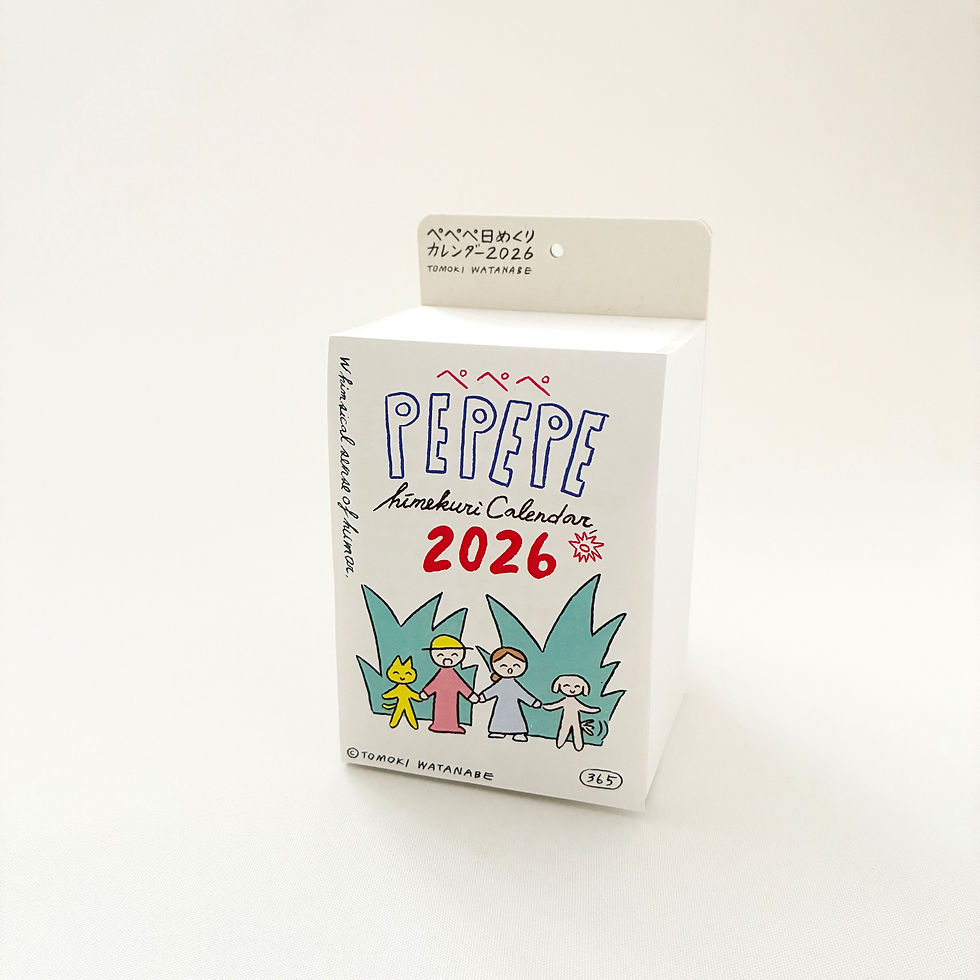 ぺぺぺ日めくり
カレンダー2026
TOMOKI WATANABE
Whimsical sense of humor.
ぺぺぺ
PEPEPE
himekuri Calendar
2026
©TOMOKI WATANABE
365